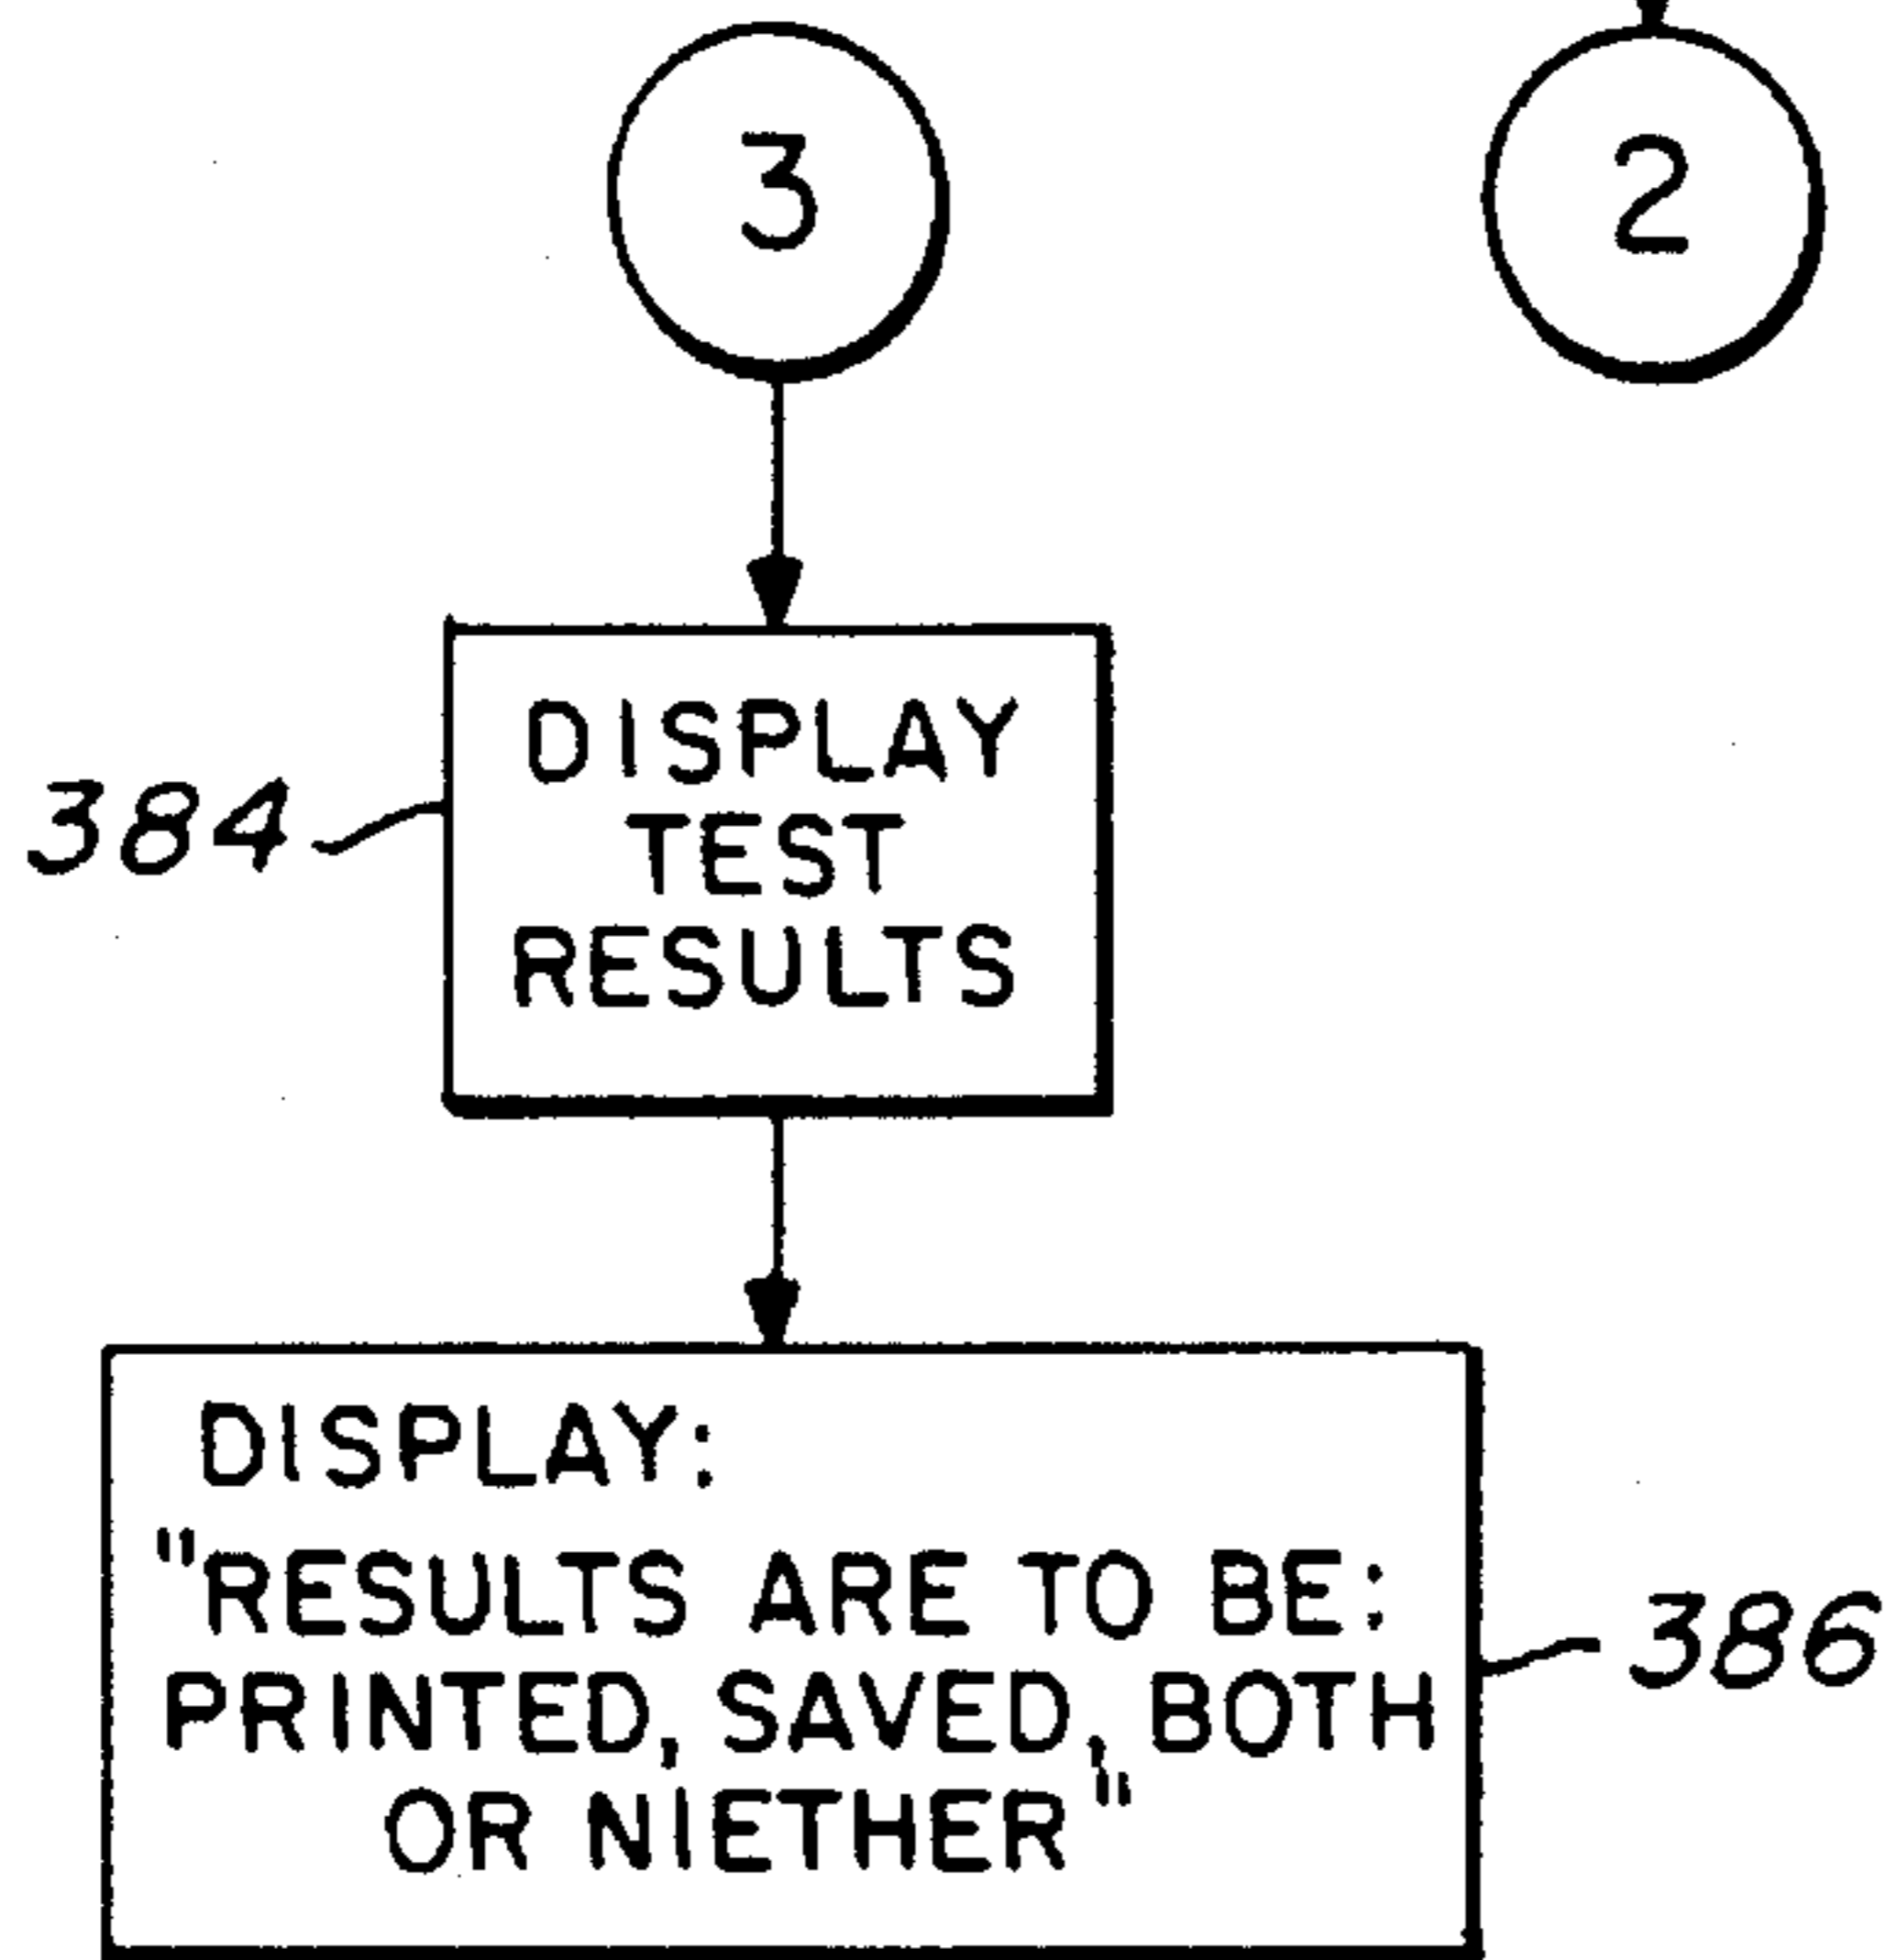 3
2
DISPLAY
TEST
RESULTS
384
DISPLAY:
"RESULTS ARE TO BE:
PRINTED, SAVED, BOTH
OR NIETHER"
386